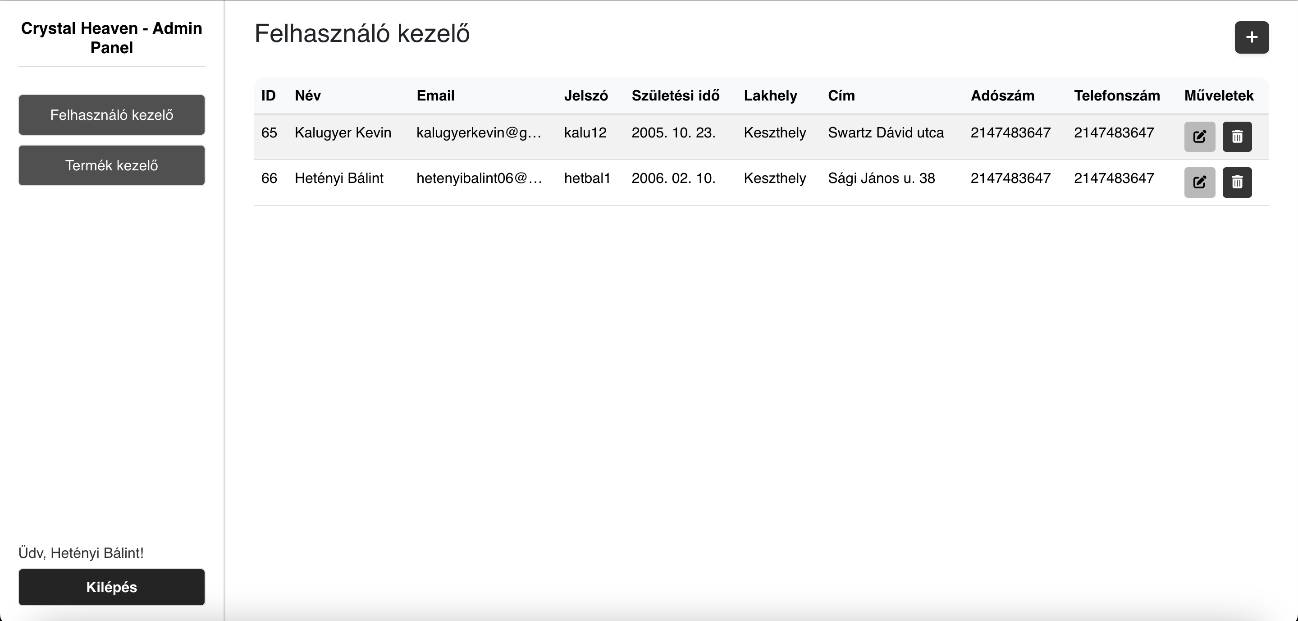 Crystal Heaven - Admin
Panel
Felhasználó kezelő
Termék kezelő
Üdv, Hetényi Bálint!
Kilépés
Felhasználó kezelő
+
ID Név Email Jelszó Születési idő Lakhely Cím Adószám Telefonszám Műveletek
65 Kalugyer Kevin kalugyerkevin@g... kalu12 2005. 10. 23. Keszthely Swartz Dávid utca 2147483647 2147483647
66 Hetényi Bálint hetenyibalint06@... hetbal1 2006. 02. 10. Keszthely Sági János u. 38 2147483647 2147483647